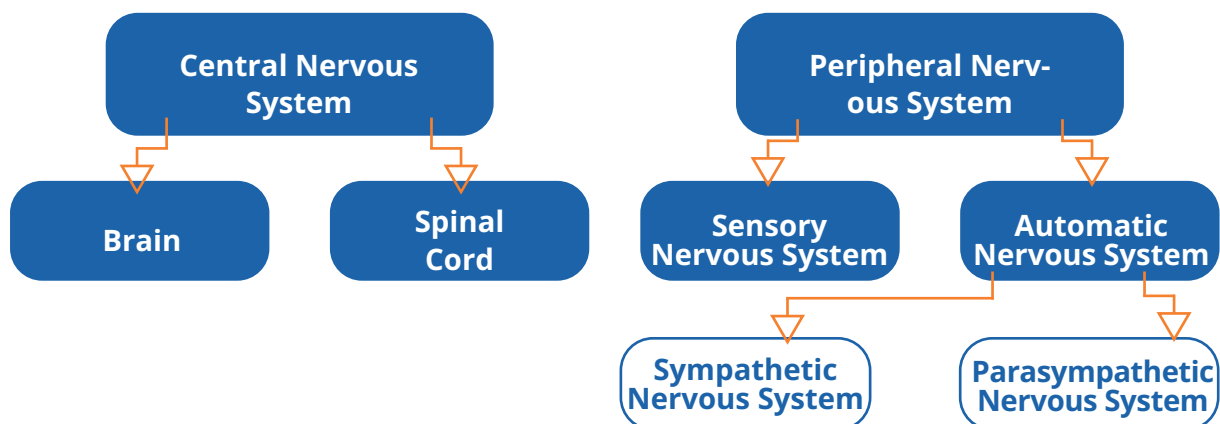 Central Nervous
System
Peripheral Nerv-
ous System
Brain
Spinal
Cord
Sensory
Nervous System
Automatic
Nervous System
Sympathetic
Nervous System
Parasympathetic
Nervous System